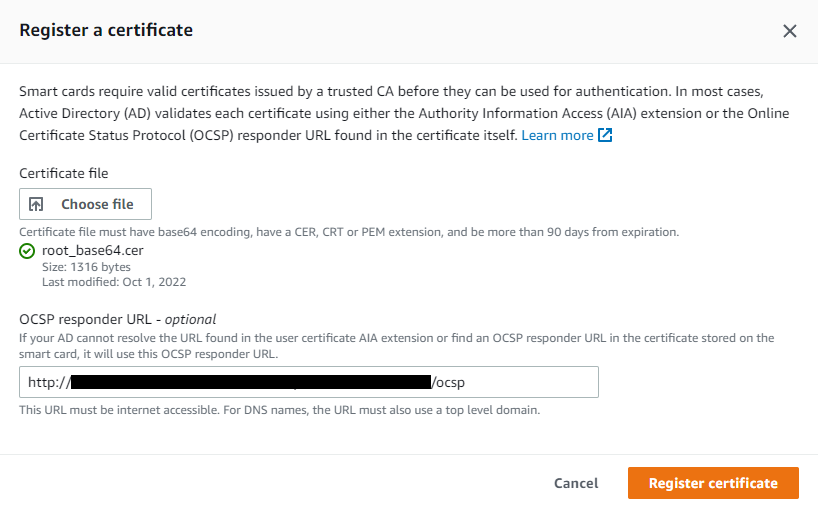 Register a certificate
Smart cards require valid certificates issued by a trusted CA before they can be used for authentication. In most cases,
Active Directory (AD) validates each certificate using either the Authority Information Access (AIA) extension or the Online
Certificate Status Protocol (OCSP) responder URL found in the certificate itself. Learn more
Certificate file
Choose file
Certificate file must have base64 encoding, have a CER, CRT or PEM extension, and be more than 90 days from expiration.
root_base64.cer
Size: 1316 bytes
Last modified: Oct 1, 2022
OCSP responder URL - optional
If your AD cannot resolve the URL found in the user certificate AIA extension or find an OCSP responder URL in the certificate stored on the
smart card, it will use this OCSP responder URL.
http:// /ocsp
This URL must be internet accessible. For DNS names, the URL must also use a top level domain.
Cancel Register certificate